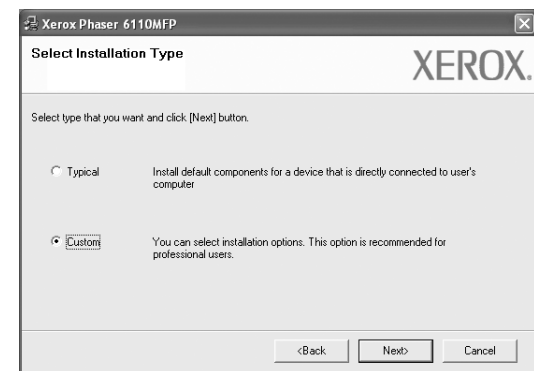 Xerox Phaser 6110MFP
Select Installation Type
XEROX.
Select type that you want and click [Next] button.
Typical
Install default components for a device that is directly connected to user's
computer
Custom
You can select installation options. This option is recommended for
professional users.
<Back
Next>
Cancel